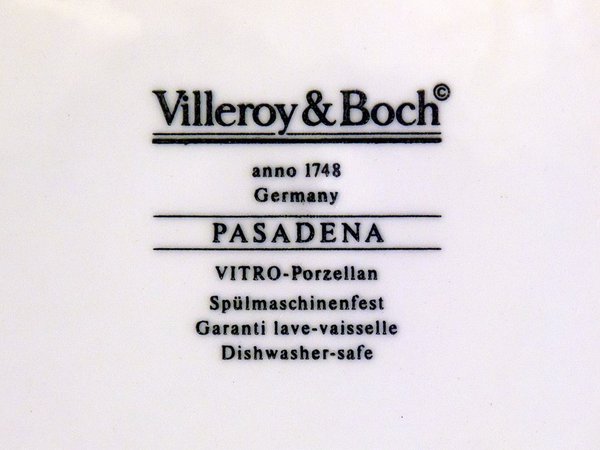 Villeroy & Boch©
anno 1748
Germany
PASADENA
VITRO-Porzellan
Spülmaschinenfest
Garanti lave-vaisselle
Dishwasher-safe